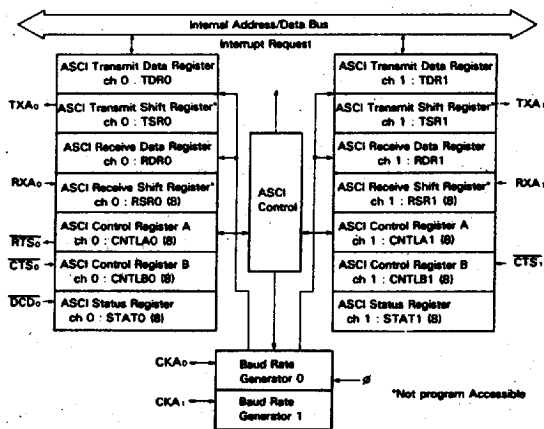 Internal Address/Data Bus
Interrupt Request
ASCI Transmit Data Register
ch 0 : TDR0
ASCI Transmit Shift Register*
ch 0 : TSR0
ASCI Receive Data Register
ch 0 : RDR0
ASCI Receive Shift Register*
ch 0 : RSR0 (8)
ASCI Control Register A
ch 0 : CNTLA0 (8)
ASCI Control Register B
ch 0 : CNTLB0 (8)
ASCI Status Register
ch 0 : STAT0 (8)
TXA₀
RXA₀
RTS₀
CTS₀
DCD₀
ASCI
Control
ASCI Transmit Data Register
ch 1 : TDR1
ASCI Transmit Shift Register*
ch 1 : TSR1
ASCI Receive Data Register
ch 1 : RDR1
ASCI Receive Shift Register*
ch 1 : RSR1 (8)
ASCI Control Register A
ch 1 : CNTLA1 (8)
ASCI Control Register B
ch 1 : CNTLB1 (8)
ASCI Status Register
ch 1 : STAT1 (8)
TXA₁
RXA₁
CTS₁
CKA₀
Baud Rate
Generator 0
ø
CKA₁
Baud Rate
Generator 1
*Not program Accessible